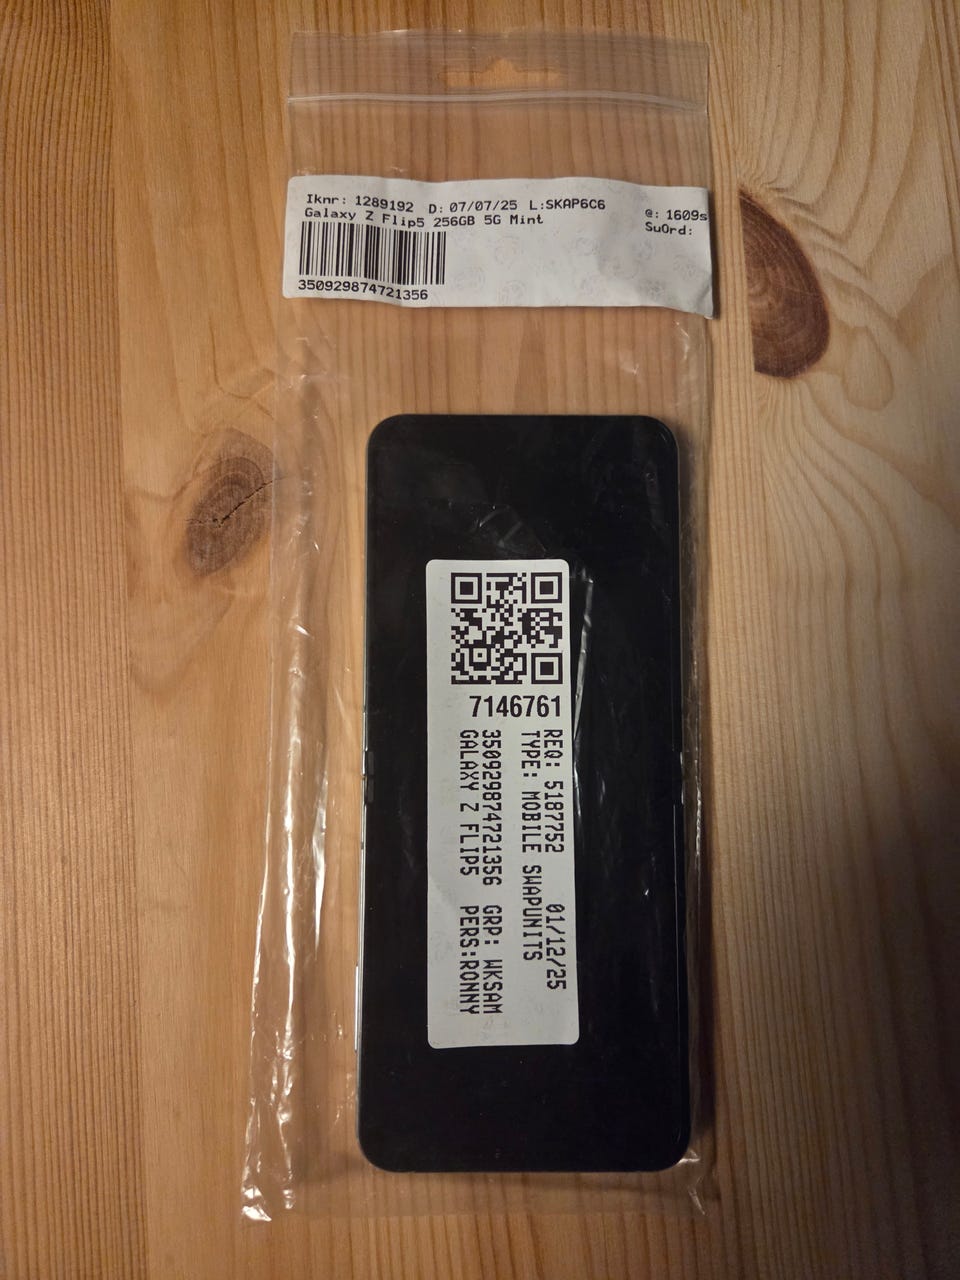 Iknr: 1289192 D: 07/07/25 L:SKAP6C6
Galaxy Z Flip5 256GB 5G Mint
@: 1609s
SuOrd:
350929874721356
7146761
REQ: 5187752 01/12/25
TYPE: MOBILE SWAPUNITS
350929874721356 GRP: WKSAM
GALAXY Z FLIP5 PERS:RONNY